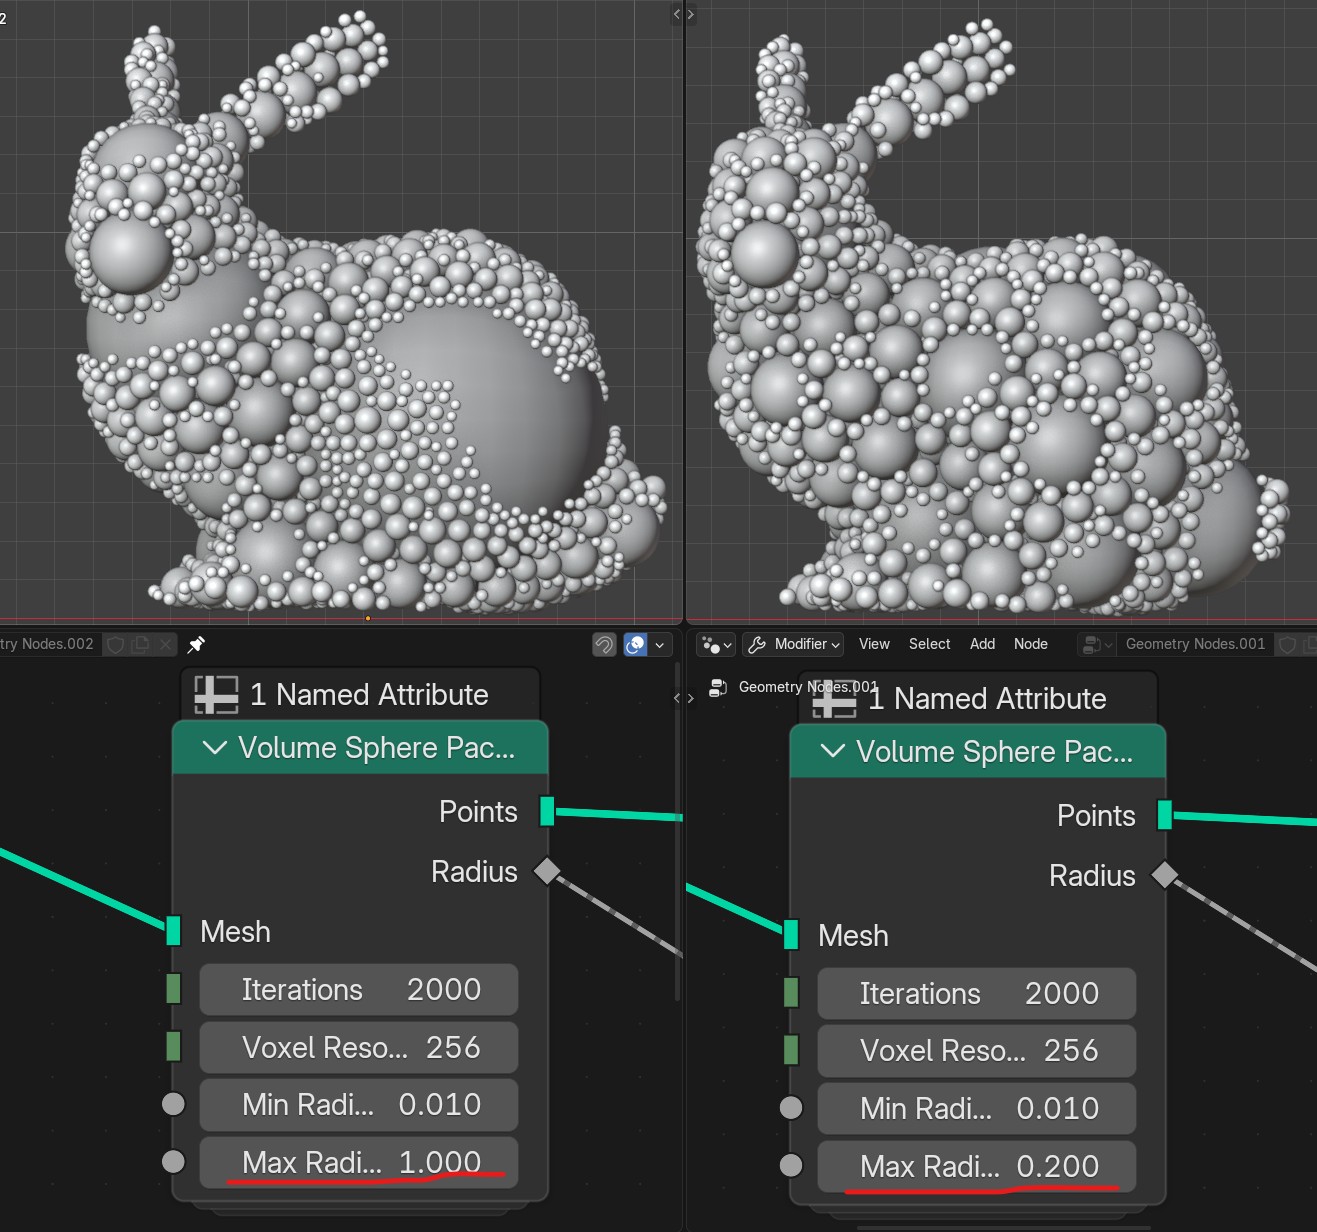 2
try Nodes.002
1 Named Attribute
Volume Sphere Pac...
Points
Radius
Mesh
Iterations 2000
Voxel Reso... 256
Min Radi... 0.010
Max Radi... 1.000
Modifier View Select Add Node Geometry Nodes.001
Geometry Nodes.001
1 Named Attribute
Volume Sphere Pac...
Points
Radius
Mesh
Iterations 2000
Voxel Reso... 256
Min Radi... 0.010
Max Radi... 0.200